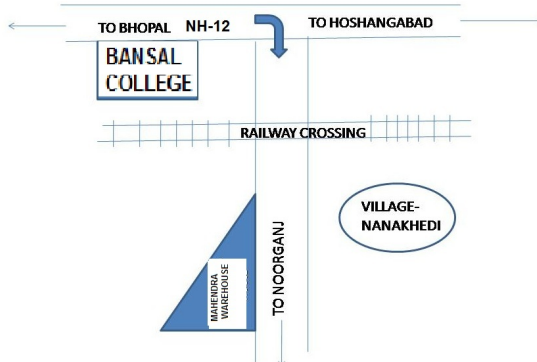 TO BHOPAL NH-12 TO HOSHANGABAD
BANSAL
COLLEGE
RAILWAY CROSSING
VILLAGE-
NANAKHEDI
TO NOORGANJ
MAHENDRA
WAREHOUSE